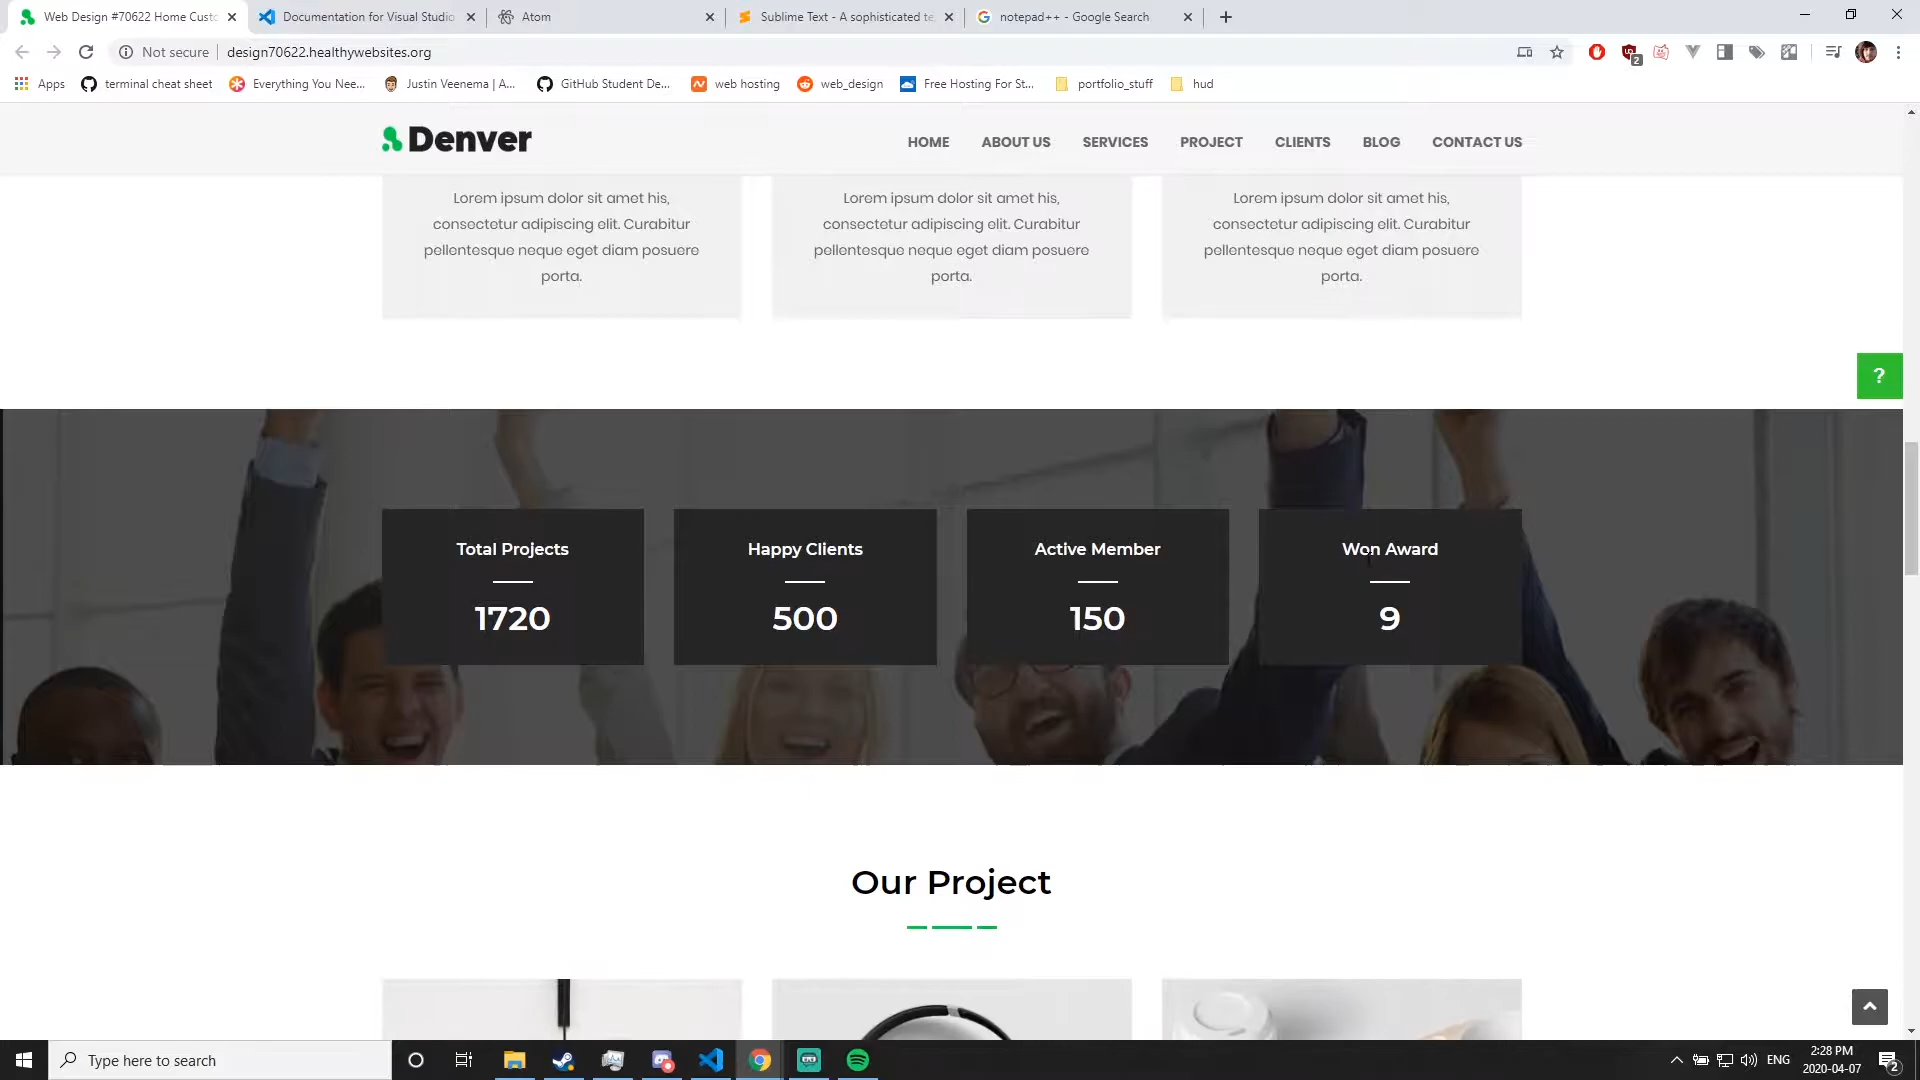 Web Design #70622 Home Custo
Documentation for Visual Studio
Atom
Sublime Text - A sophisticated te
notepad++ - Google Search
Not secure
design70622.healthywebsites.org
2
Apps
terminal cheat sheet
Everything You Nee...
Justin Veenema | A...
GitHub Student De...
web hosting
web_design
Free Hosting For St...
portfolio_stuff
hud
Denver
HOME
ABOUT US
SERVICES
PROJECT
CLIENTS
BLOG
CONTACT US
Lorem ipsum dolor sit amet his,
consectetur adipiscing elit. Curabitur
pellentesque neque eget diam posuere
porta.
Lorem ipsum dolor sit amet his,
consectetur adipiscing elit. Curabitur
pellentesque neque eget diam posuere
porta.
Lorem ipsum dolor sit amet his,
consectetur adipiscing elit. Curabitur
pellentesque neque eget diam posuere
porta.
?
Total Projects
1720
Happy Clients
500
Active Member
150
Won Award
9
Our Project
Type here to search
ENG
2:28 PM
2020-04-07
2